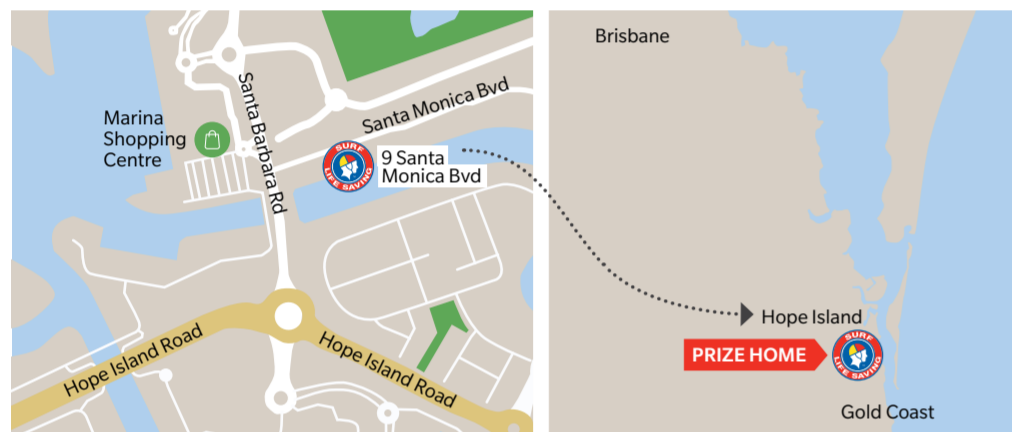 Marina
Shopping
Centre
Santa Barbara Rd
Santa Monica Bvd
SURF
LIFE SAVING
9 Santa
Monica Bvd
Hope Island Road
Hope Island Road
Brisbane
Hope Island
PRIZE HOME
SURF
LIFE SAVING
Gold Coast